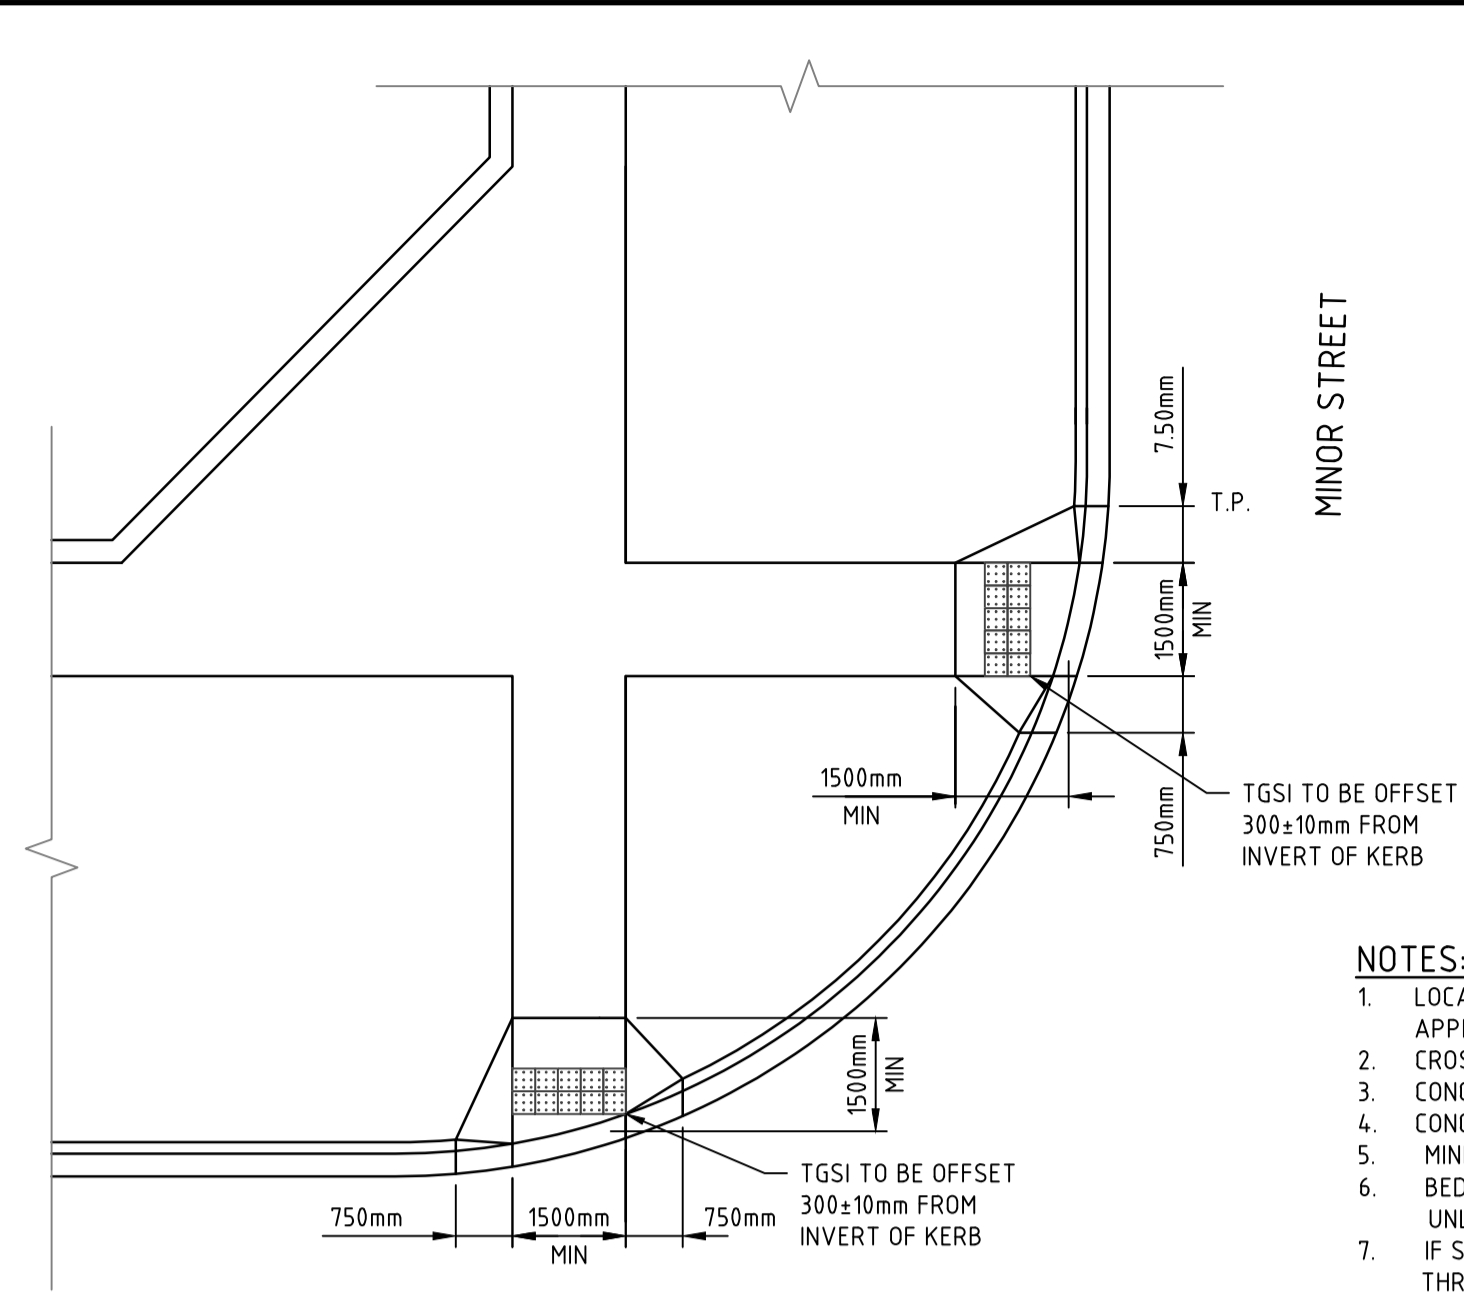 7.50mm
MINOR STREET
T.P.
1500mm
MIN
1500mm
MIN
750mm
TGSI TO BE OFFSET
300±10mm FROM
INVERT OF KERB
NOTES:
1.
2.
3.
4.
5.
6.
7.
1500mm
MIN
TGSI TO BE OFFSET
300±10mm FROM
INVERT OF KERB
750mm
1500mm
MIN
750mm